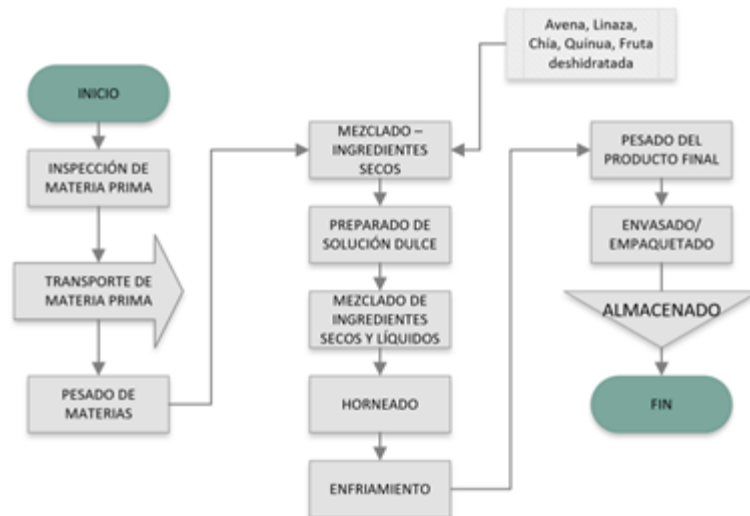 INICIO
INSPECCIÓN DE
MATERIA PRIMA
TRANSPORTE DE
MATERIA PRIMA
PESADO DE
MATERIAS
Avena, Linaza,
Chía, Quinua, Fruta
deshidratada
MEZCLADO –
INGREDIENTES
SECOS
PREPARADO DE
SOLUCIÓN DULCE
MEZCLADO DE
INGREDIENTES
SECOS Y LÍQUIDOS
HORNEADO
ENFRIAMIENTO
PESADO DEL
PRODUCTO FINAL
ENVASADO/
EMPAQUETADO
ALMACENADO
FIN